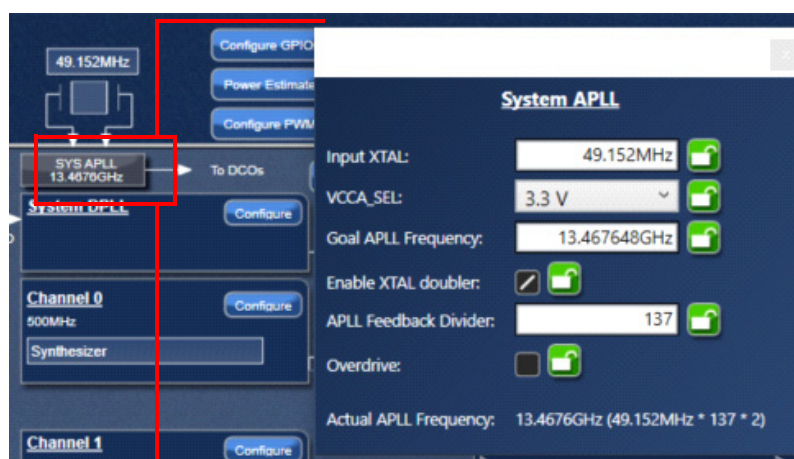 49.152MHz
Configure GPIO
Power Estimate
Configure PWM
SYS APLL
13.4676GHz
To DCOs
System DPLL
Configure
Channel 0
Configure
500MHz
Synthesizer
Channel 1
Configure
System APLL
Input XTAL:
49.152MHz
VCCA_SEL:
3.3 V
Goal APLL Frequency:
13.467648GHz
Enable XTAL doubler:
APLL Feedback Divider:
137
Overdrive:
Actual APLL Frequency:
13.4676GHz (49.152MHz * 137 * 2)